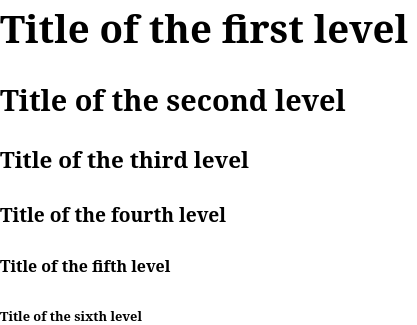 Title of the first level
Title of the second level
Title of the third level
Title of the fourth level
Title of the fifth level
Title of the sixth level